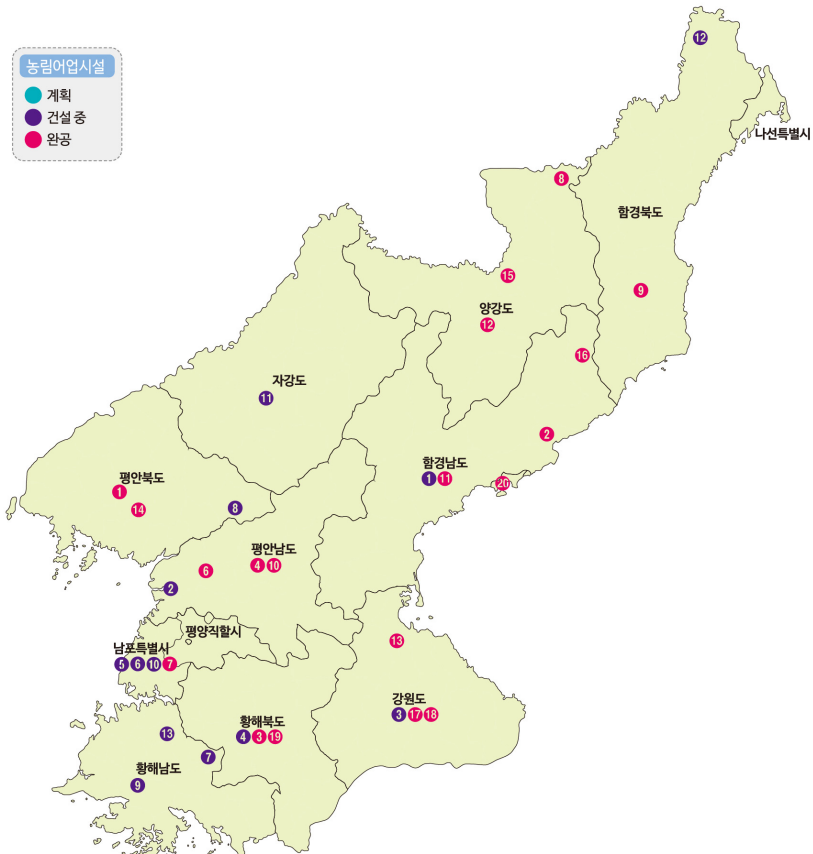 농림어업시설
계획
건설 중
완공
12
나선특별시
8
함경북도
15
9
양강도
12
16
자강도
11
2
함경남도
1 11
20
평안북도
1
14
8
평안남도
4 10
6
2
평양직할시
13
남포특별시
5 6 10 7
강원도
3 17 18
황해북도
4 3 19
13
7
황해남도
9